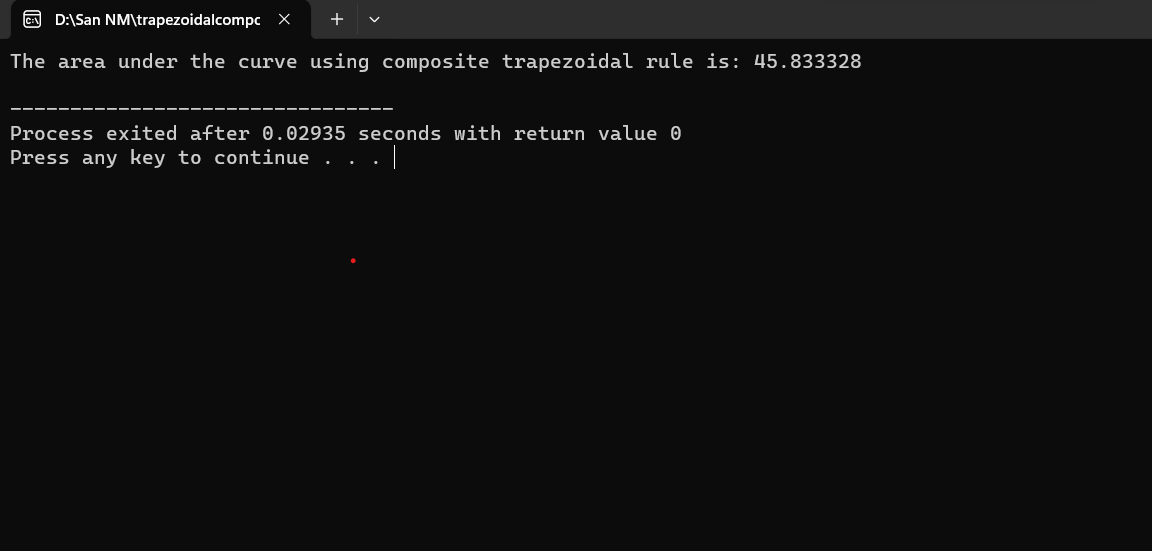 D:\San NM\trapezoidalcompc
The area under the curve using composite trapezoidal rule is: 45.833328
--------------------------------
Process exited after 0.02935 seconds with return value 0
Press any key to continue . . .